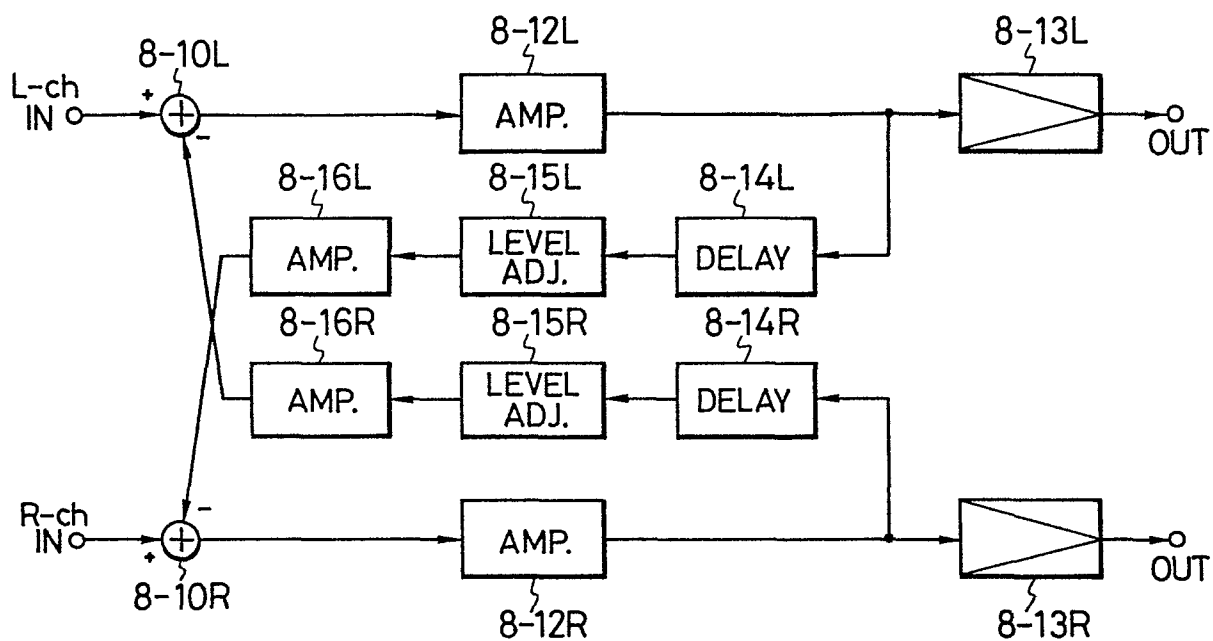 8-12L
8-13L
8-10L
L-ch
IN
+
-
AMP.
OUT
8-16L
8-15L
8-14L
AMP.
LEVEL
ADJ.
DELAY
8-16R
8-15R
8-14R
AMP.
LEVEL
ADJ.
DELAY
R-ch
IN
-
+
AMP.
OUT
8-10R
8-12R
8-13R